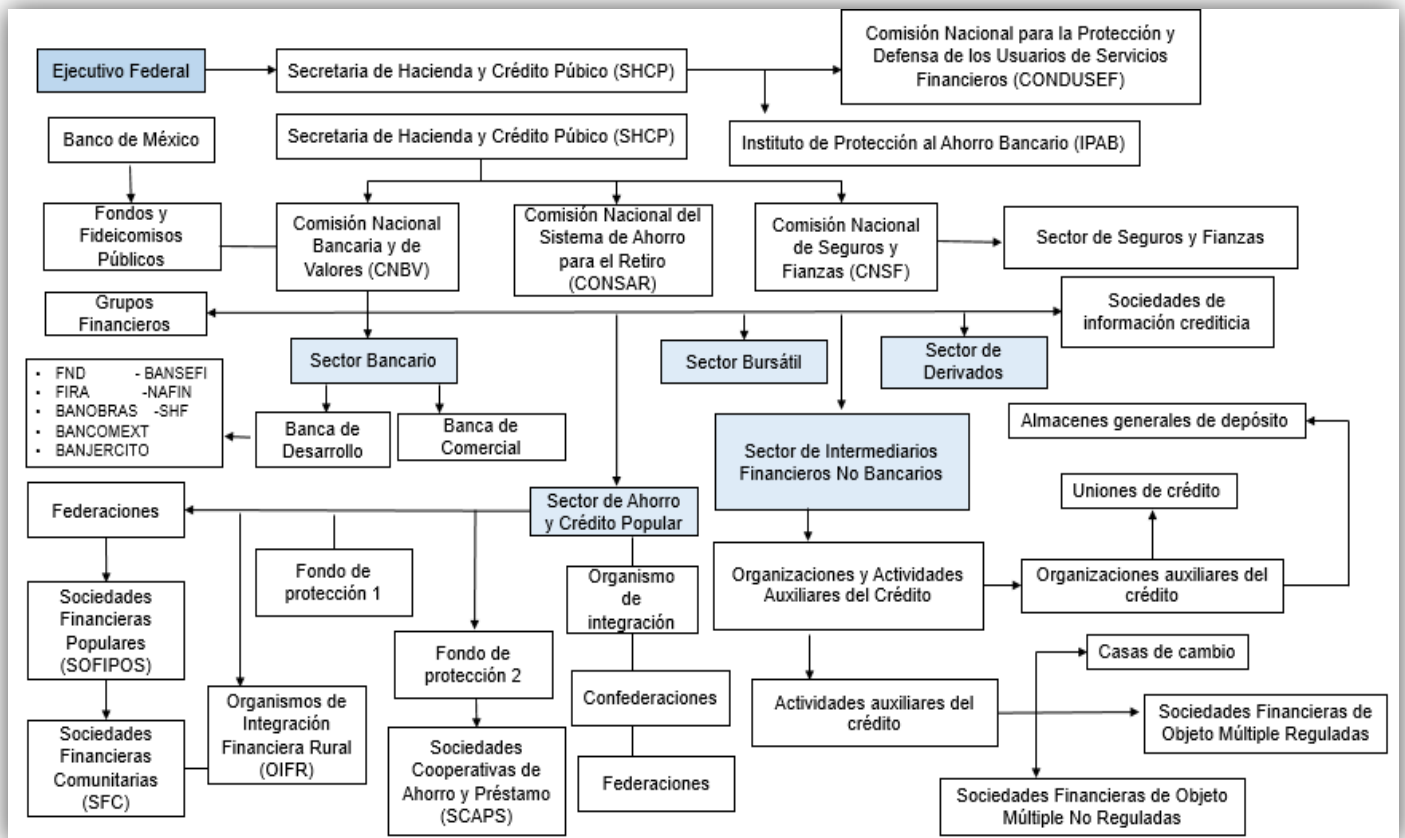 Ejecutivo Federal
Secretaria de Hacienda y Crédito Púbico (SHCP)
Comisión Nacional para la Protección y
Defensa de los Usuarios de Servicios
Financieros (CONDUSEF)
Banco de México
Secretaria de Hacienda y Crédito Púbico (SHCP)
Instituto de Protección al Ahorro Bancario (IPAB)
Fondos y
Fideicomisos
Públicos
Comisión Nacional
Bancaria y de
Valores (CNBV)
Comisión Nacional del
Sistema de Ahorro
para el Retiro
(CONSAR)
Comisión Nacional
de Seguros y
Fianzas (CNSF)
Sector de Seguros y Fianzas
Grupos
Financieros
Sociedades de
información crediticia
Sector Bancario
Sector Bursátil
Sector de
Derivados
• FND - BANSEFI
• FIRA -NAFIN
• BANOBRAS -SHF
• BANCOMEXT
• BANJERCITO
Banca de
Desarrollo
Banca de
Comercial
Sector de Intermediarios
Financieros No Bancarios
Almacenes generales de depósito
Uniones de crédito
Federaciones
Sector de Ahorro
y Crédito Popular
Fondo de
protección 1
Organismo
de
integración
Organizaciones y Actividades
Auxiliares del Crédito
Organizaciones auxiliares del
crédito
Sociedades
Financieras
Populares
(SOFIPOS)
Fondo de
protección 2
Casas de cambio
Confederaciones
Actividades auxiliares del
crédito
Sociedades Financieras de
Objeto Múltiple Reguladas
Sociedades
Financieras
Comunitarias
(SFC)
Organismos de
Integración
Financiera Rural
(OIFR)
Sociedades
Cooperativas de
Ahorro y Préstamo
(SCAPS)
Federaciones
Sociedades Financieras de Objeto
Múltiple No Reguladas